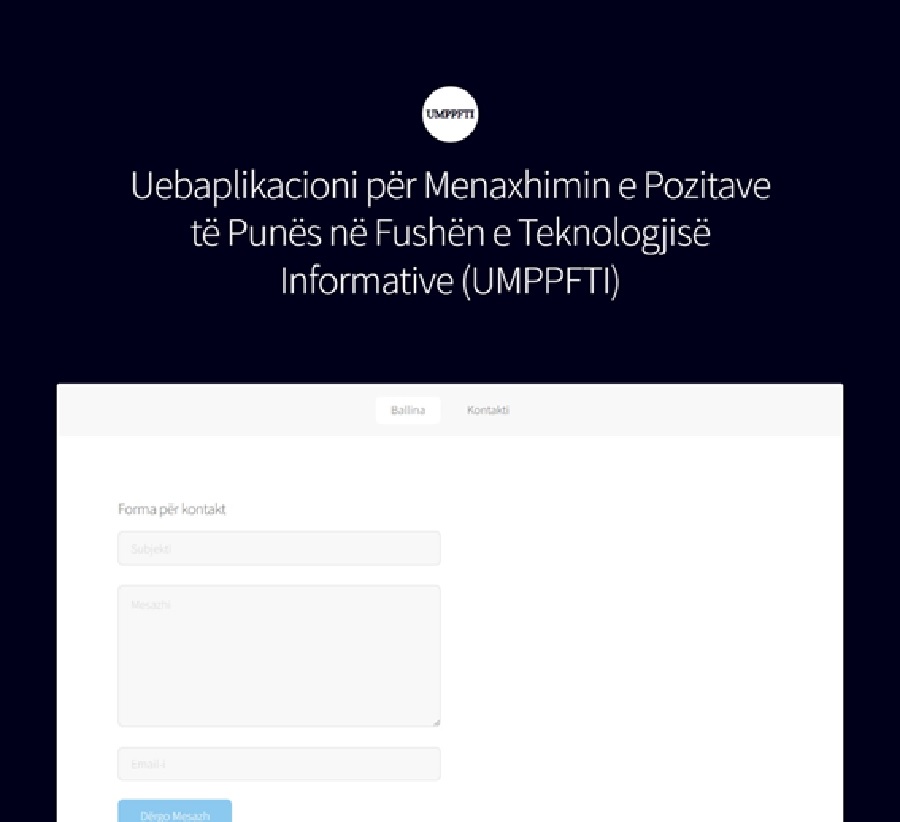 UMPPFTI
Uebaplikacioni për Menaxhimin e Pozitave
të Punës në Fushën e Teknologjisë
Informative (UMPPFTI)
Ballina Kontakti
Forma për kontakt
Subjekti
Mesazhi
Email-i
Dërgo Mesazh